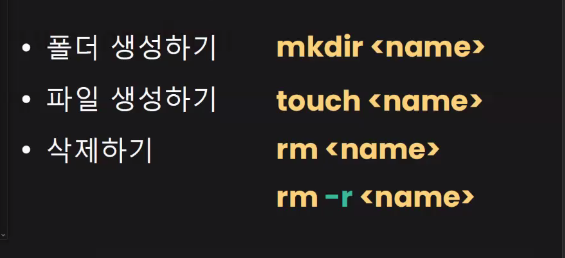 • 폴더 생성하기 mkdir <name>
• 파일 생성하기 touch <name>
• 삭제하기 rm <name>
rm -r <name>